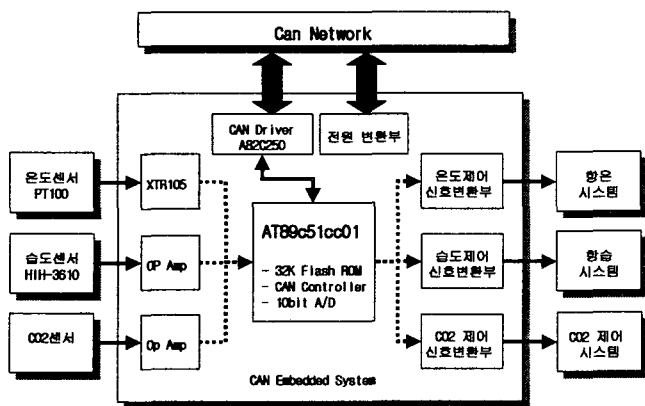 Can Network
CAN Driver
A82C250
전원 변환부
온도센서
PT100
XTR105
온도제어
신호변환부
항온
시스템
AT89c51cc01
- 32K Flash ROM
- CAN Controller
- 10bit A/D
습도센서
HIH-3610
OP Amp
습도제어
신호변환부
항습
시스템
CO2센서
Op Amp
CO2 제어
신호변환부
CO2 제어
시스템
CAN Embedded System